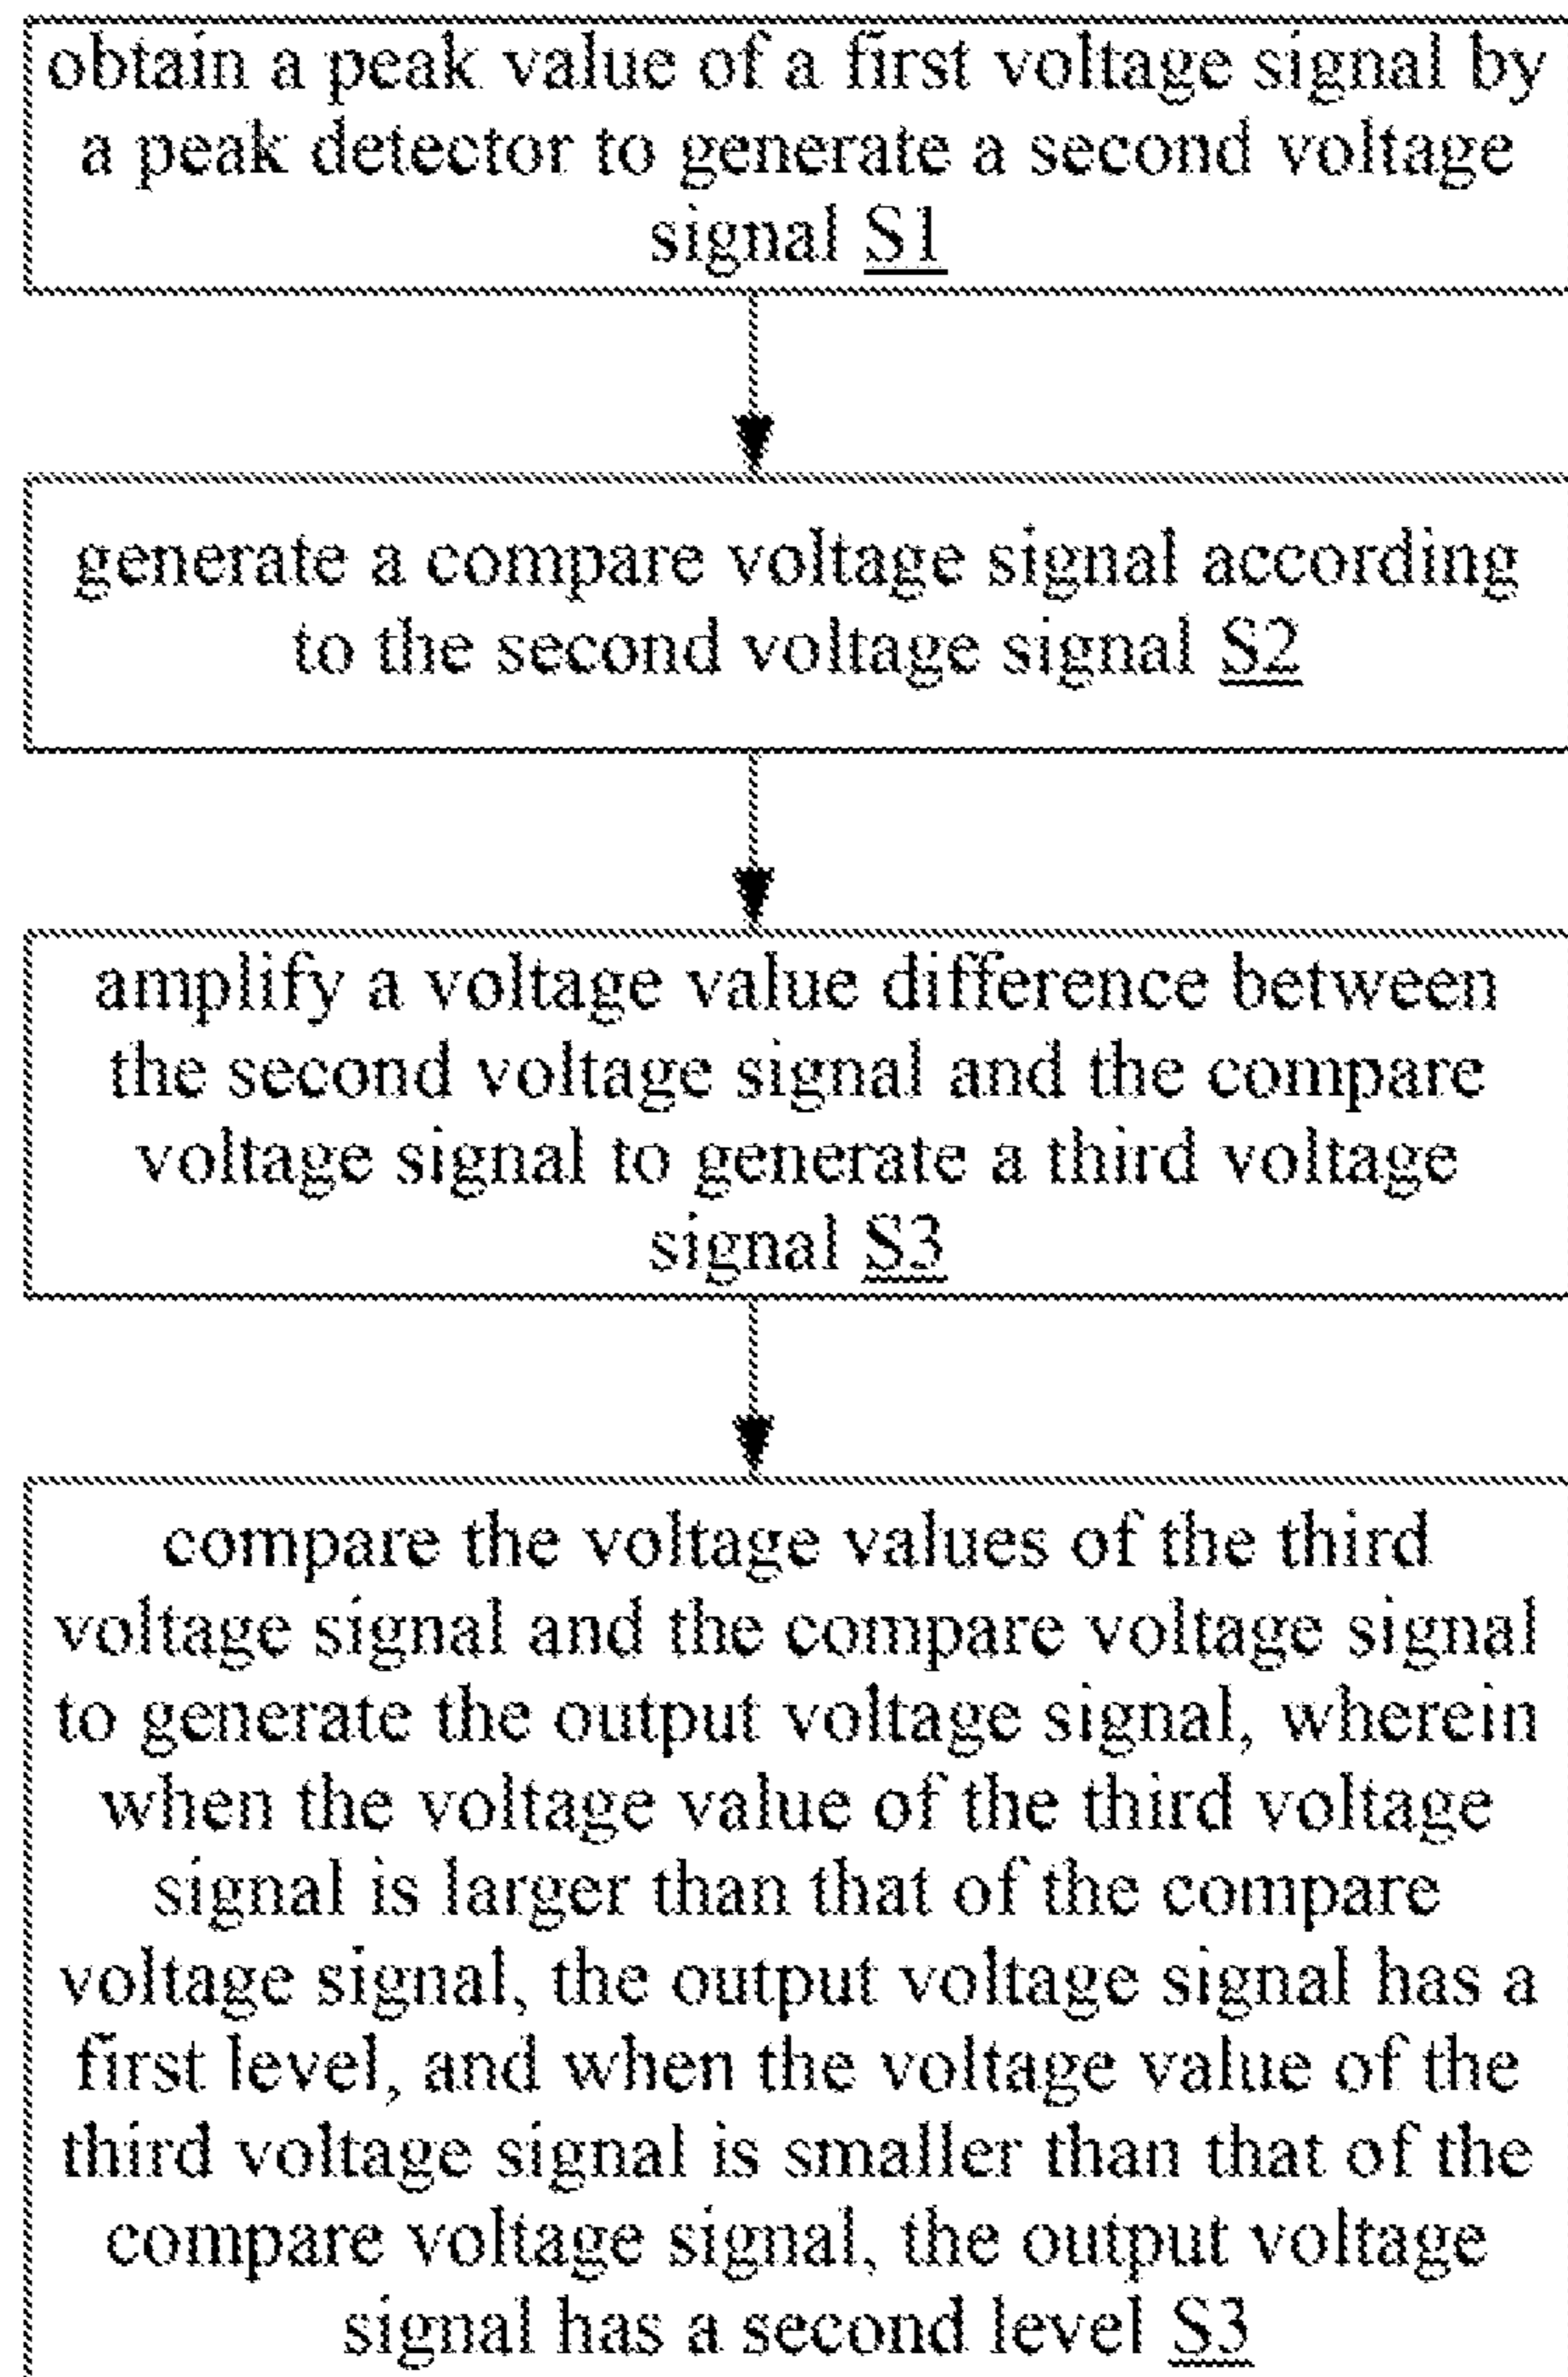 obtain a peak value of a first voltage signal by
a peak detector to generate a second voltage
signal S1
generate a compare voltage signal according
to the second voltage signal S2
amplify a voltage value difference between
the second voltage signal and the compare
voltage signal to generate a third voltage
signal S3
compare the voltage values of the third
voltage signal and the compare voltage signal
to generate the output voltage signal, wherein
when the voltage value of the third voltage
signal is larger than that of the compare
voltage signal, the output voltage signal has a
first level, and when the voltage value of the
third voltage signal is smaller than that of the
compare voltage signal, the output voltage
signal has a second level S3